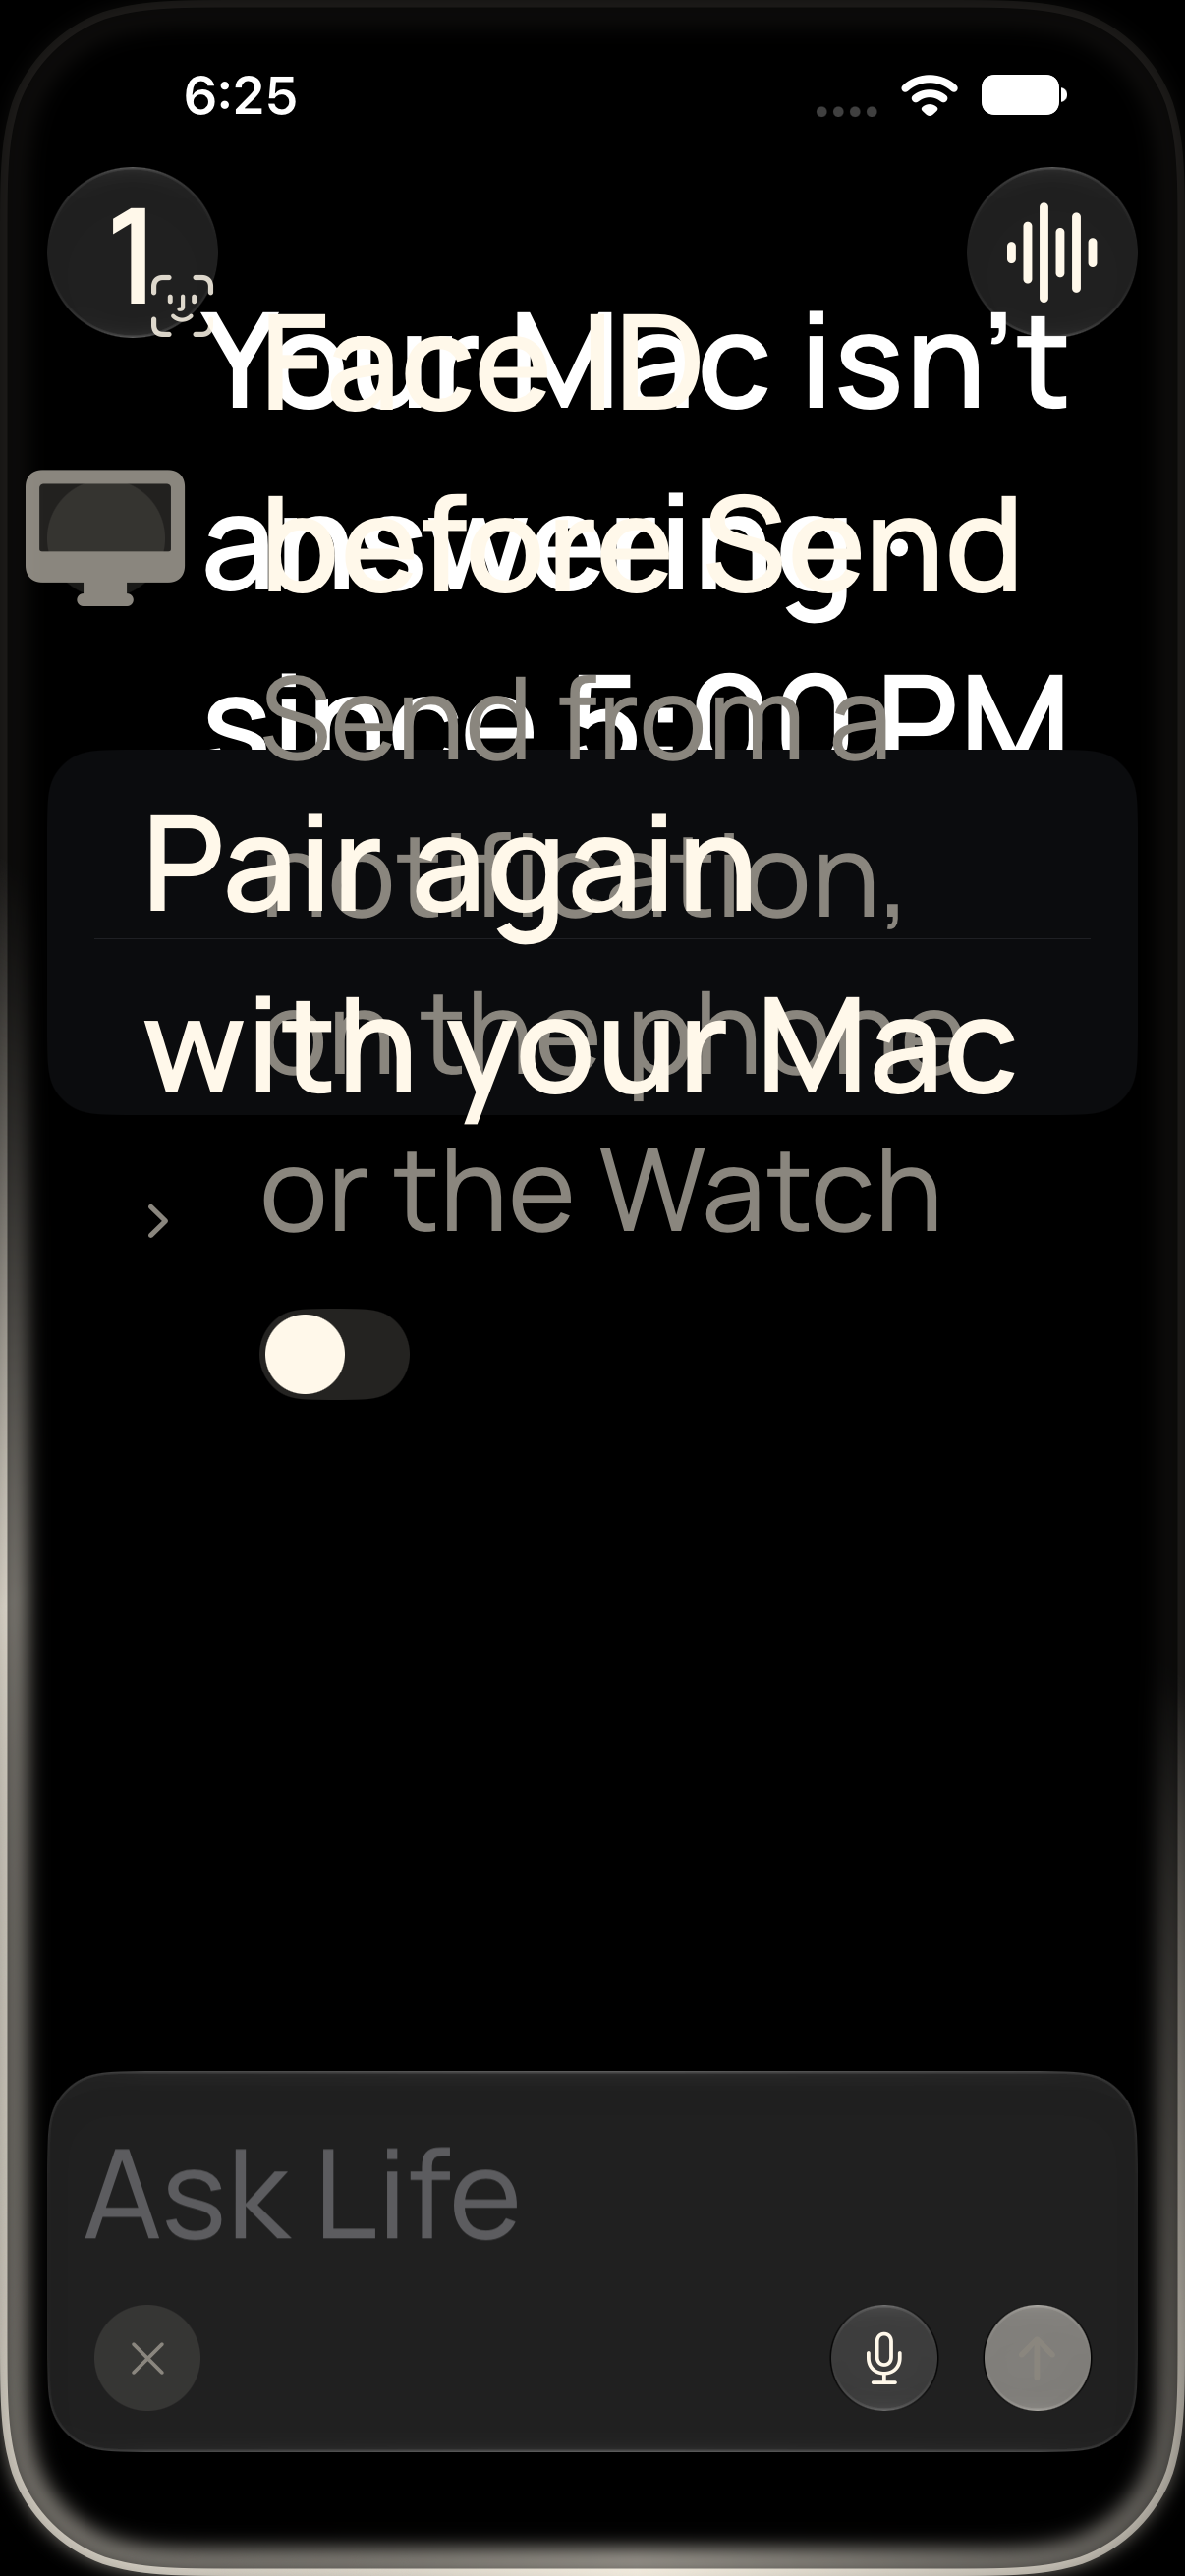 6:25
1
Your Mac isn’t
Face ID
answering ·
before Send
since 5:00 PM
Send from a
Pair again
notification,
with your Mac
on the phone
or the Watch
Ask Life